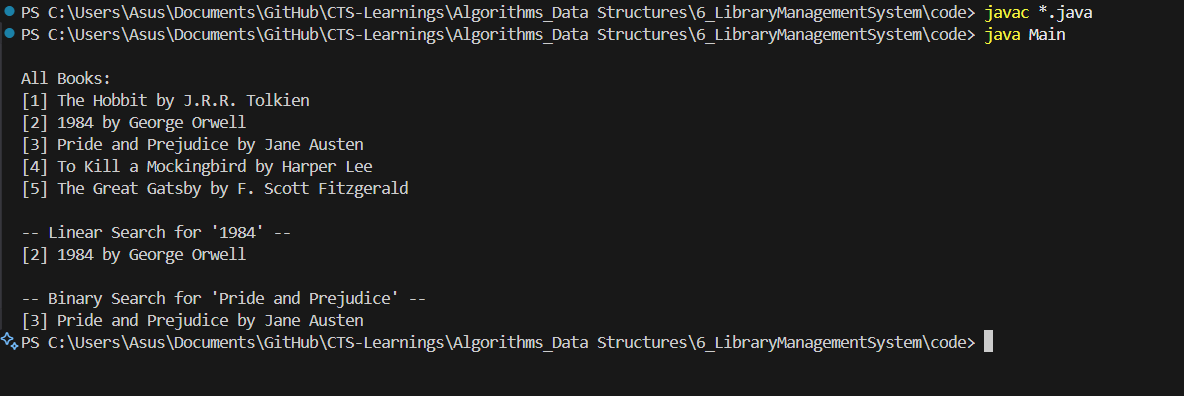 PS C:\Users\Asus\Documents\GitHub\CTS-Learnings\Algorithms_Data Structures\6_LibraryManagementSystem\code> javac *.java
PS C:\Users\Asus\Documents\GitHub\CTS-Learnings\Algorithms_Data Structures\6_LibraryManagementSystem\code> java Main
All Books:
[1] The Hobbit by J.R.R. Tolkien
[2] 1984 by George Orwell
[3] Pride and Prejudice by Jane Austen
[4] To Kill a Mockingbird by Harper Lee
[5] The Great Gatsby by F. Scott Fitzgerald
-- Linear Search for '1984' --
[2] 1984 by George Orwell
-- Binary Search for 'Pride and Prejudice' --
[3] Pride and Prejudice by Jane Austen
PS C:\Users\Asus\Documents\GitHub\CTS-Learnings\Algorithms_Data Structures\6_LibraryManagementSystem\code>